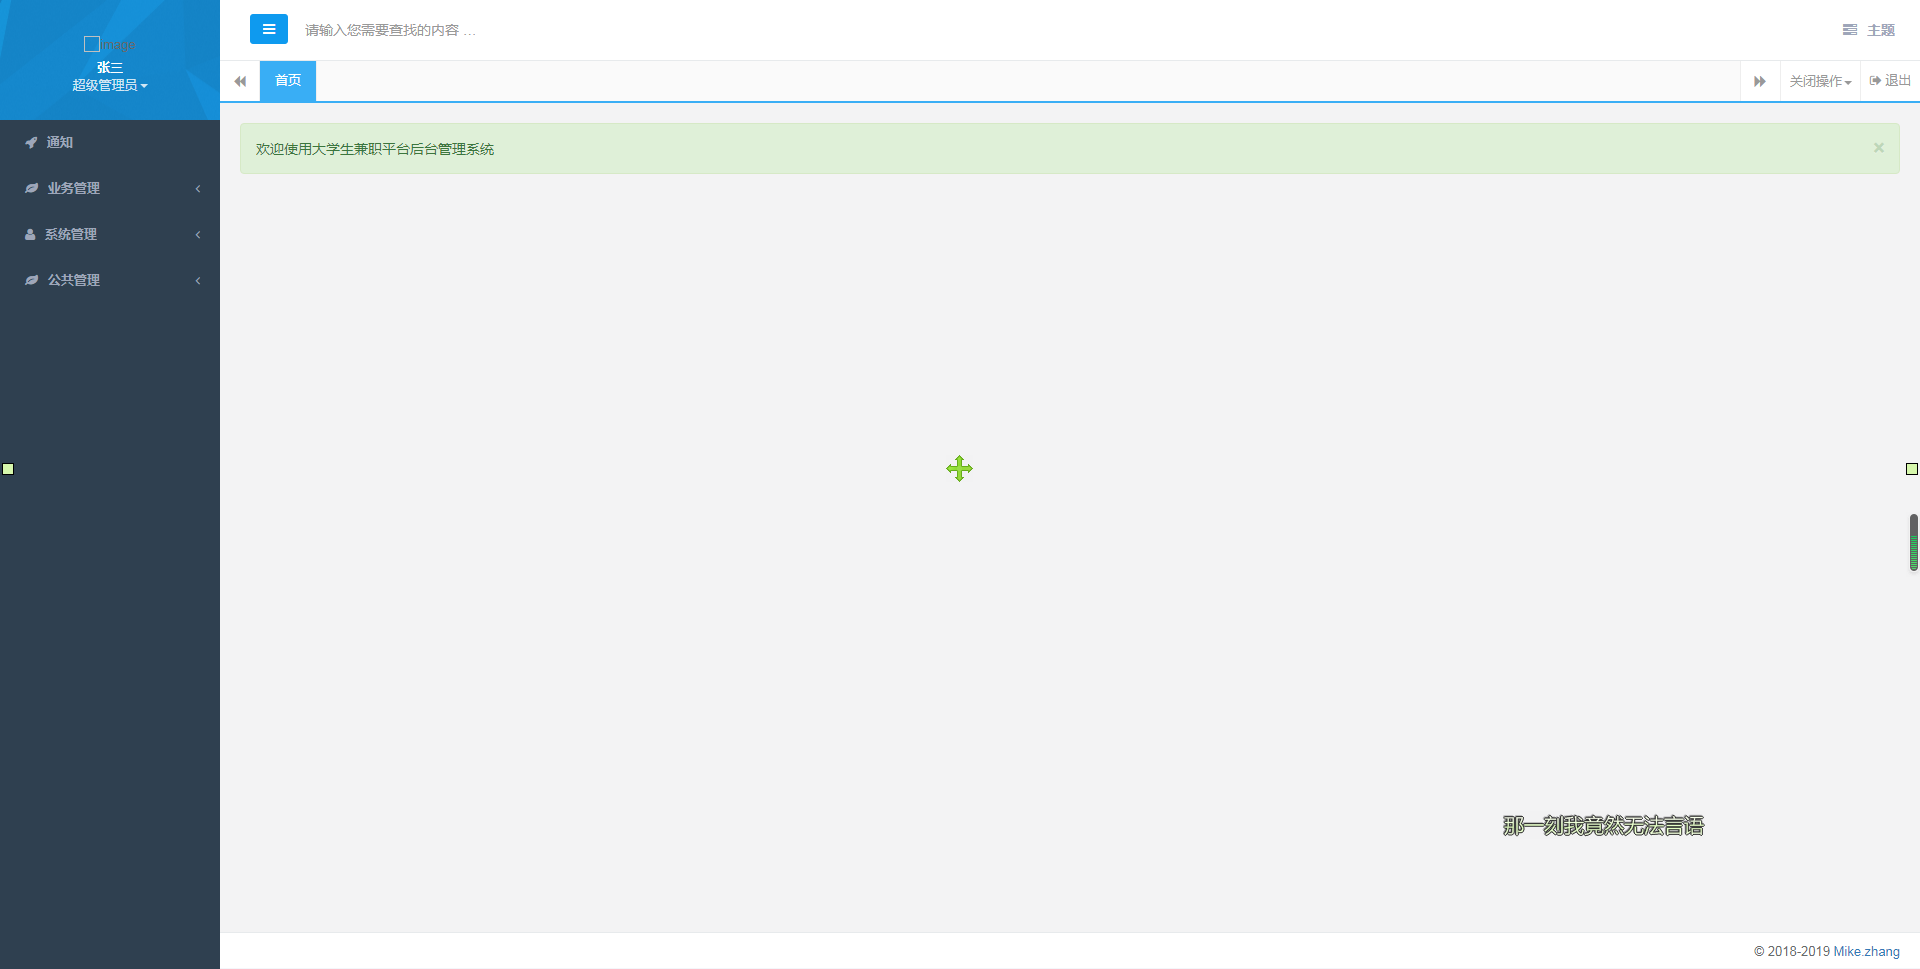 请输入您需要查找的内容 …
主题
张三
超级管理员
首页
关闭操作
退出
通知
业务管理
系统管理
公共管理
欢迎使用大学生兼职平台后台管理系统
×
那一刻我竟然无法言语
© 2018-2019 Mike.zhang